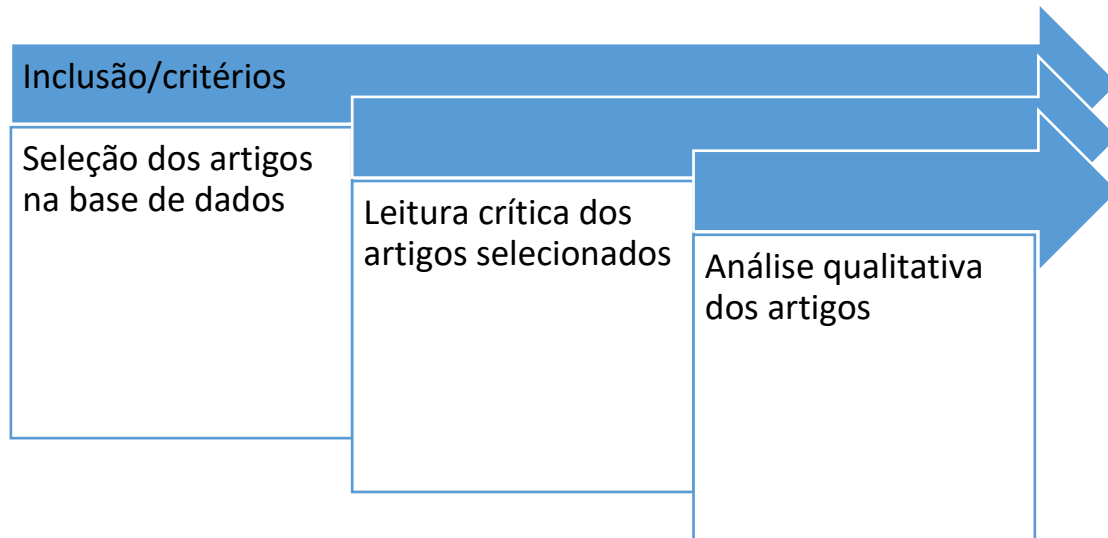 Inclusão/critérios
Seleção dos artigos
na base de dados
Leitura crítica dos
artigos selecionados
Análise qualitativa
dos artigos